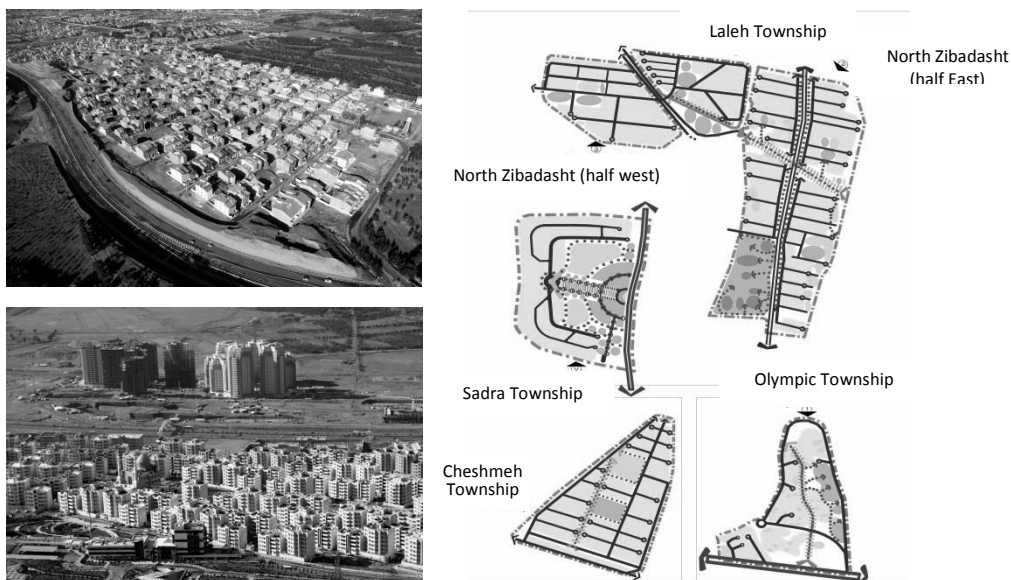 Laleh Township
North Zibadasht
(half East)
North Zibadasht (half west)
Sadra Township
Olympic Township
Cheshmeh
Township